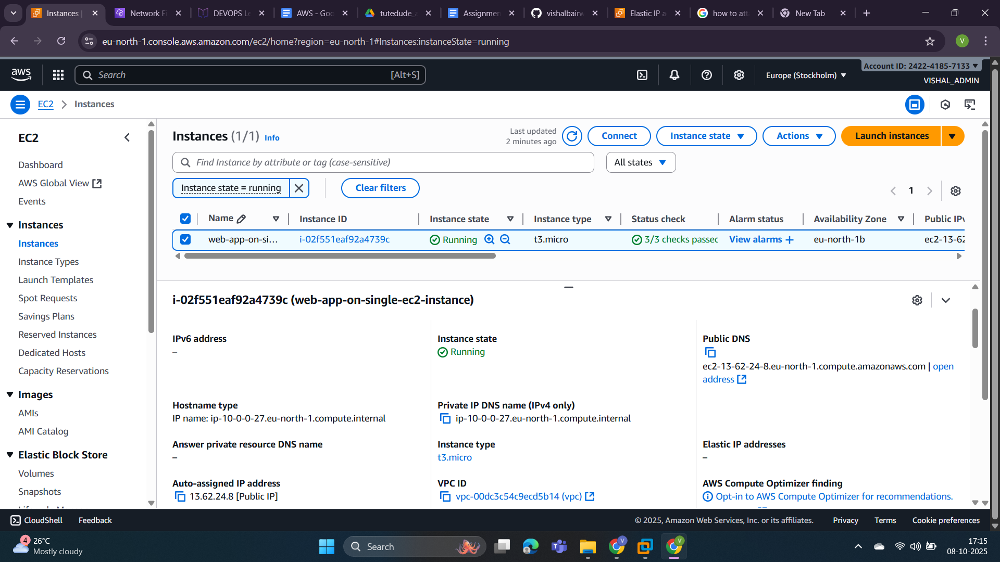 Instances |
Network Fi
DEVOPS Le
AWS - Goo
tutedude_a
Assignmen
vishalbairw
Elastic IP a
how to atta
New Tab
eu-north-1.console.aws.amazon.com/ec2/home?region=eu-north-1#Instances:instanceState=running
V
aws
Search
[Alt+S]
Europe (Stockholm)
Account ID: 2422-4185-7133
VISHAL_ADMIN
EC2
Instances
EC2
Dashboard
AWS Global View
Events
Instances
Instances
Instance Types
Launch Templates
Spot Requests
Savings Plans
Reserved Instances
Dedicated Hosts
Capacity Reservations
Images
AMIs
AMI Catalog
Elastic Block Store
Volumes
Snapshots
Instances (1/1) Info
Last updated
2 minutes ago
Connect
Instance state
Actions
Launch instances
Find Instance by attribute or tag (case-sensitive)
All states
Instance state = running
Clear filters
1
Name
Instance ID
Instance state
Instance type
Status check
Alarm status
Availability Zone
Public IPv
web-app-on-si...
i-02f551eaf92a4739c
Running
t3.micro
3/3 checks passed
View alarms +
eu-north-1b
ec2-13-62
i-02f551eaf92a4739c (web-app-on-single-ec2-instance)
IPv6 address
–
Instance state
Running
Public DNS
ec2-13-62-24-8.eu-north-1.compute.amazonaws.com | open
address
Hostname type
IP name: ip-10-0-0-27.eu-north-1.compute.internal
Private IP DNS name (IPv4 only)
ip-10-0-0-27.eu-north-1.compute.internal
Answer private resource DNS name
–
Instance type
t3.micro
Elastic IP addresses
–
Auto-assigned IP address
13.62.24.8 [Public IP]
VPC ID
vpc-00dc3c54c9ecd5b14 (vpc)
AWS Compute Optimizer finding
Opt-in to AWS Compute Optimizer for recommendations.
CloudShell
Feedback
© 2025, Amazon Web Services, Inc. or its affiliates.
Privacy
Terms
Cookie preferences
4
26°C
Mostly cloudy
Search
V
V
17:15
08-10-2025